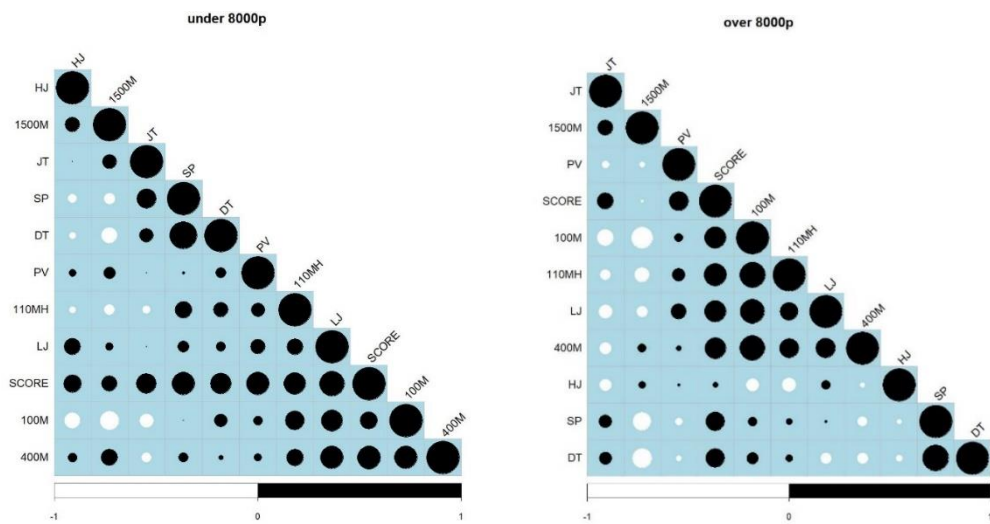 under 8000p
HJ
HJ
1500M
1500M
JT
JT
SP
SP
DT
DT
PV
PV
110MH
110MH
LJ
LJ
SCORE
SCORE
100M
100M
400M
400M
-1 0 1
over 8000p
JT
JT
1500M
1500M
PV
PV
SCORE
SCORE
100M
100M
110MH
110MH
LJ
LJ
400M
400M
HJ
HJ
SP
SP
DT
DT
-1 0 1